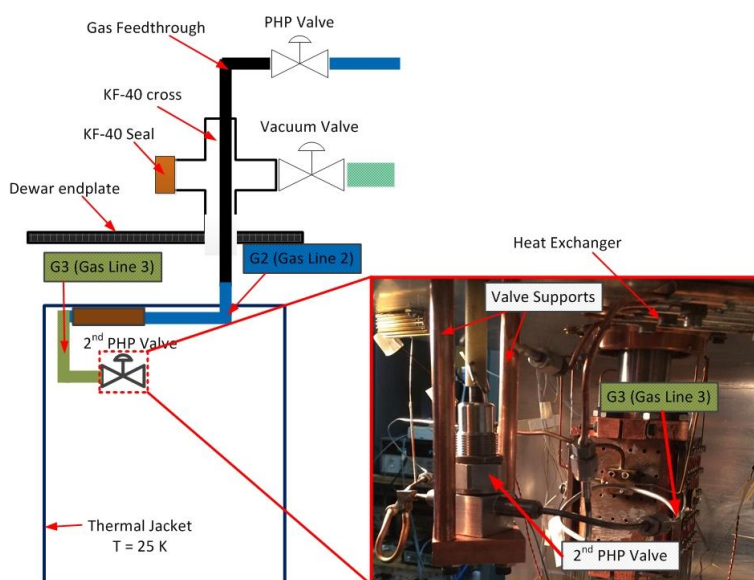 Gas Feedthrough
PHP Valve
KF-40 cross
KF-40 Seal
Vacuum Valve
Dewar endplate
G3 (Gas Line 3)
G2 (Gas Line 2)
Heat Exchanger
Valve Supports
2nd PHP Valve
G3 (Gas Line 3)
Thermal Jacket
T = 25 K
2nd PHP Valve